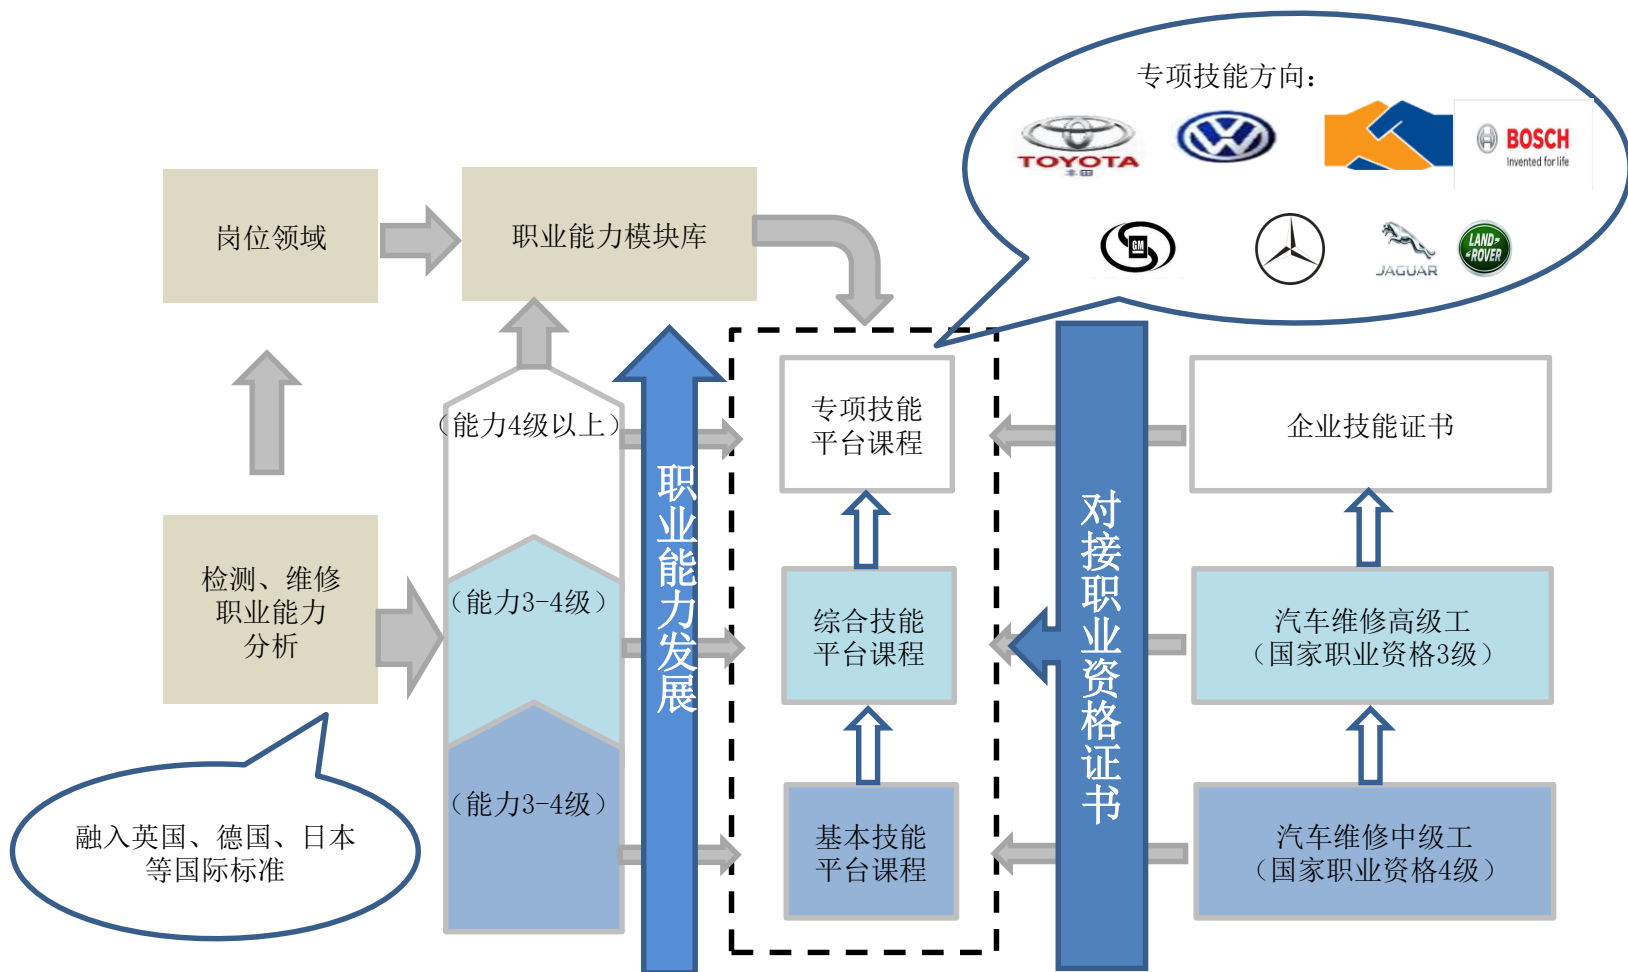 专项技能方向：
TOYOTA
丰田
BOSCH
Invented for life
GM
JAGUAR
LAND-
ROVER
岗位领域
职业能力模块库
（能力4级以上）
专项技能
平台课程
企业技能证书
检测、维修
职业能力
分析
（能力3-4级）
职业能力发展
综合技能
平台课程
对接职业资格证书
汽车维修高级工
（国家职业资格3级）
（能力3-4级）
基本技能
平台课程
汽车维修中级工
（国家职业资格4级）
融入英国、德国、日本
等国际标准